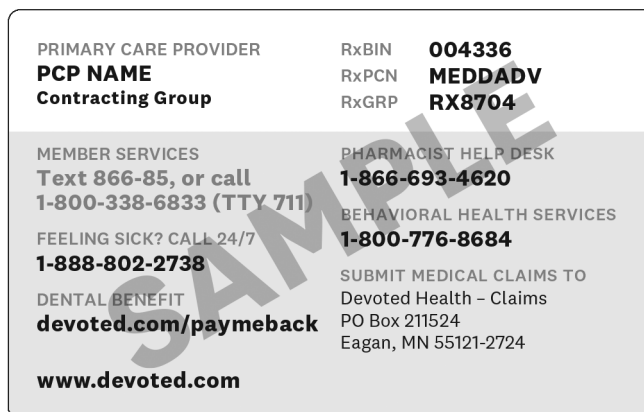 PRIMARY CARE PROVIDER
PCP NAME
Contracting Group
RxBIN 004336
RxPCN MEDDADV
RxGRP RX8704
MEMBER SERVICES
Text 866-85, or call
1-800-338-6833 (TTY 711)
FEELING SICK? CALL 24/7
1-888-802-2738
DENTAL BENEFIT
devoted.com/paymeback
www.devoted.com
PHARMACIST HELP DESK
1-866-693-4620
BEHAVIORAL HEALTH SERVICES
1-800-776-8684
SUBMIT MEDICAL CLAIMS TO
Devoted Health – Claims
PO Box 211524
Eagan, MN 55121-2724
SAMPLE